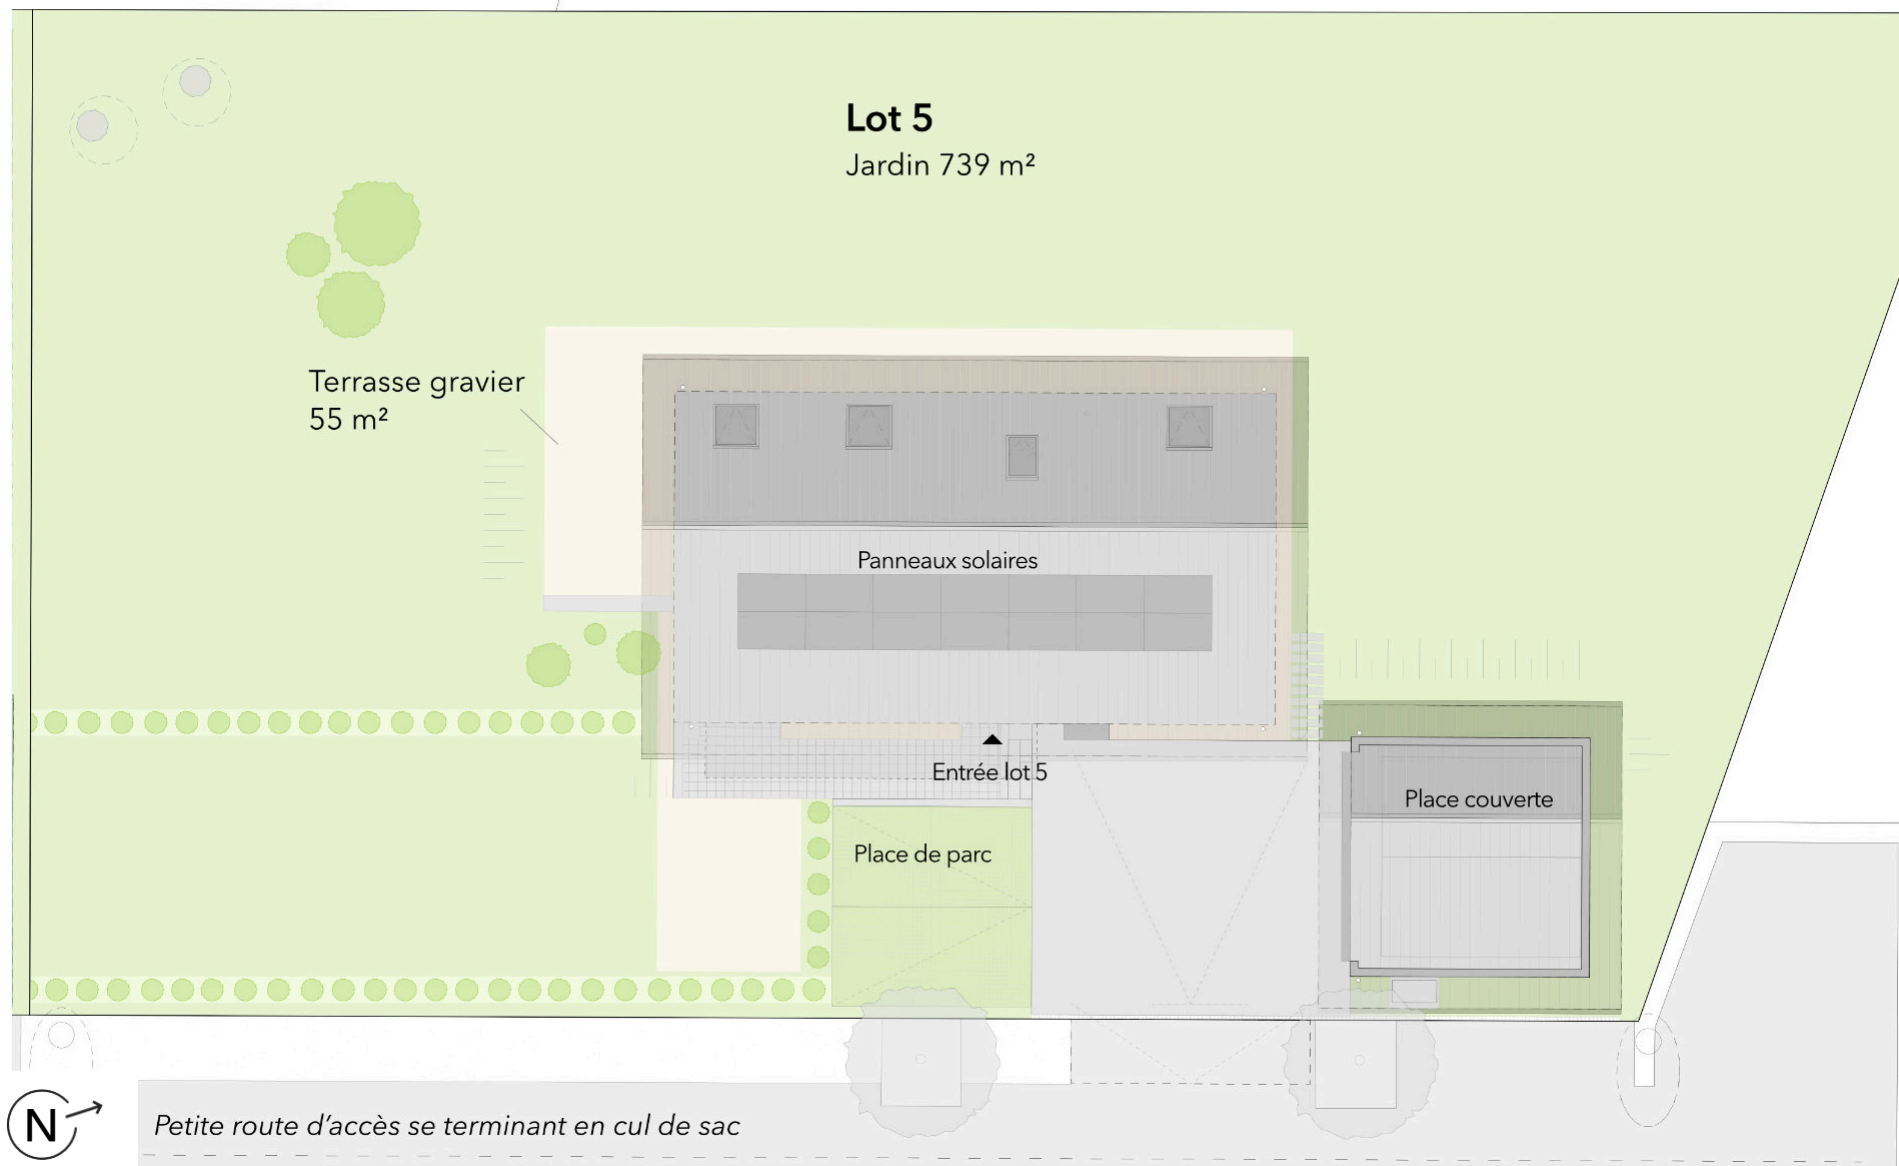 Lot 5
Jardin 739 m²
Terrasse gravier
55 m²
Panneaux solaires
Entrée lot 5
Place couverte
Place de parc
N
Petite route d'accès se terminant en cul de sac